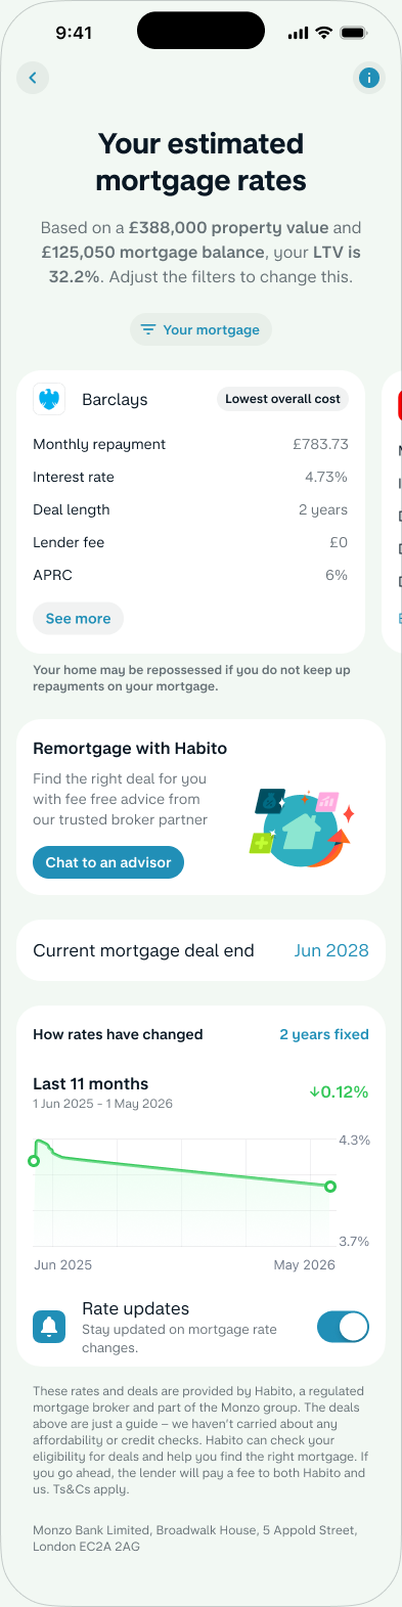 9:41
Your estimated
mortgage rates
Based on a £388,000 property value and
£125,050 mortgage balance, your LTV is
32.2%. Adjust the filters to change this.
Your mortgage
Barclays
Lowest overall cost
Monthly repayment £783.73
Interest rate 4.73%
Deal length 2 years
Lender fee £0
APRC 6%
See more
Your home may be repossessed if you do not keep up
repayments on your mortgage.
Remortgage with Habito
Find the right deal for you
with fee free advice from
our trusted broker partner
Chat to an advisor
Current mortgage deal end Jun 2028
How rates have changed 2 years fixed
Last 11 months
1 Jun 2025 - 1 May 2026
↓0.12%
4.3%
3.7%
Jun 2025 May 2026
Rate updates
Stay updated on mortgage rate
changes.
These rates and deals are provided by Habito, a regulated
mortgage broker and part of the Monzo group. The deals
above are just a guide – we haven’t carried about any
affordability or credit checks. Habito can check your
eligibility for deals and help you find the right mortgage. If
you go ahead, the lender will pay a fee to both Habito and
us. Ts&Cs apply.
Monzo Bank Limited, Broadwalk House, 5 Appold Street,
London EC2A 2AG